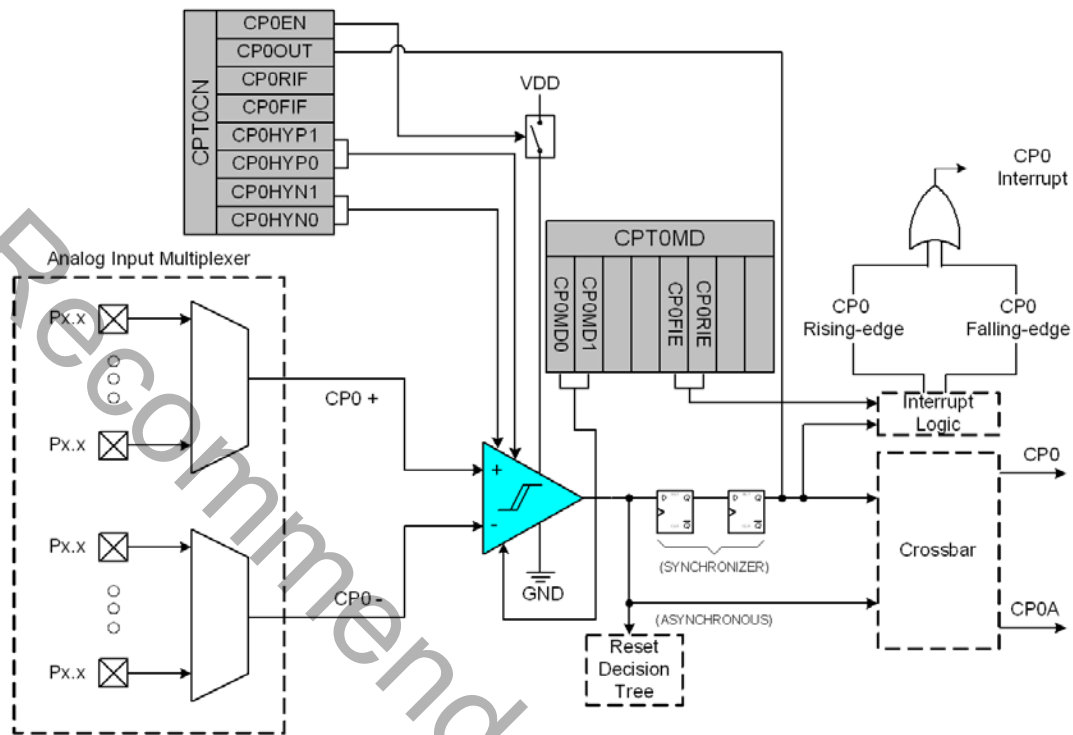 CPT0CN
CP0EN
CP0OUT
CP0RIF
CP0FIF
CP0HYP1
CP0HYP0
CP0HYN1
CP0HYN0
VDD
CP0
Interrupt
CPT0MD
CP0MD0
CP0MD1
CP0FIE
CP0RIE
CP0
Rising-edge
CP0
Falling-edge
Analog Input Multiplexer
Px.x
Px.x
Px.x
Px.x
CP0 +
CP0 -
+
-
GND
D
Q
Q
D
Q
Q
(SYNCHRONIZER)
(ASYNCHRONOUS)
Reset
Decision
Tree
Interrupt
Logic
Crossbar
CP0
CP0A
Recommend